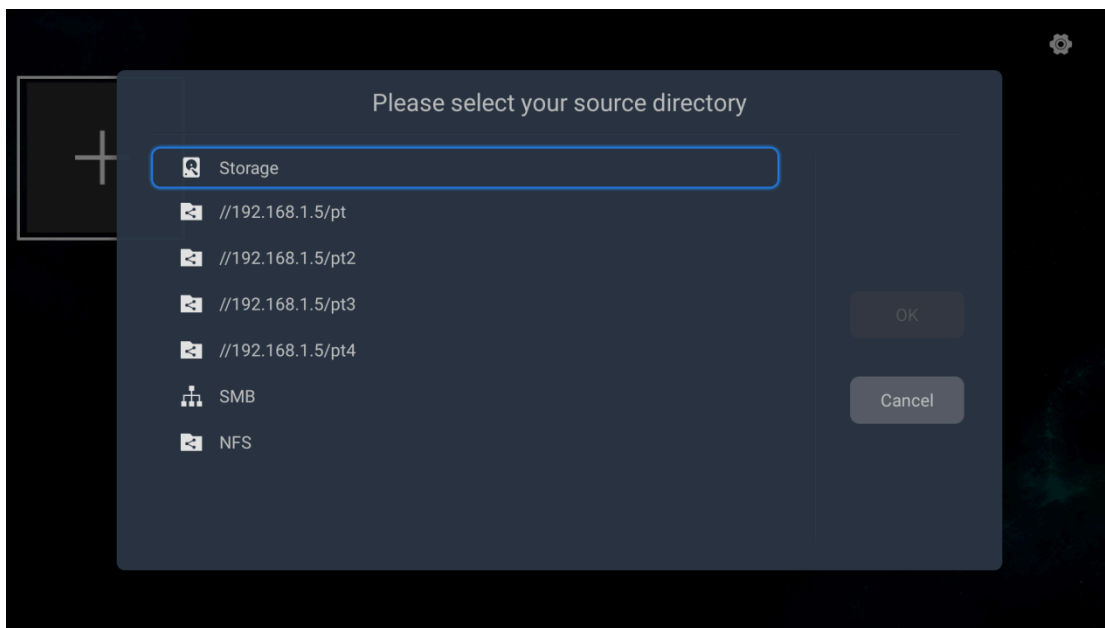 Please select your source directory
Storage
//192.168.1.5/pt
//192.168.1.5/pt2
//192.168.1.5/pt3
//192.168.1.5/pt4
SMB
NFS
OK
Cancel